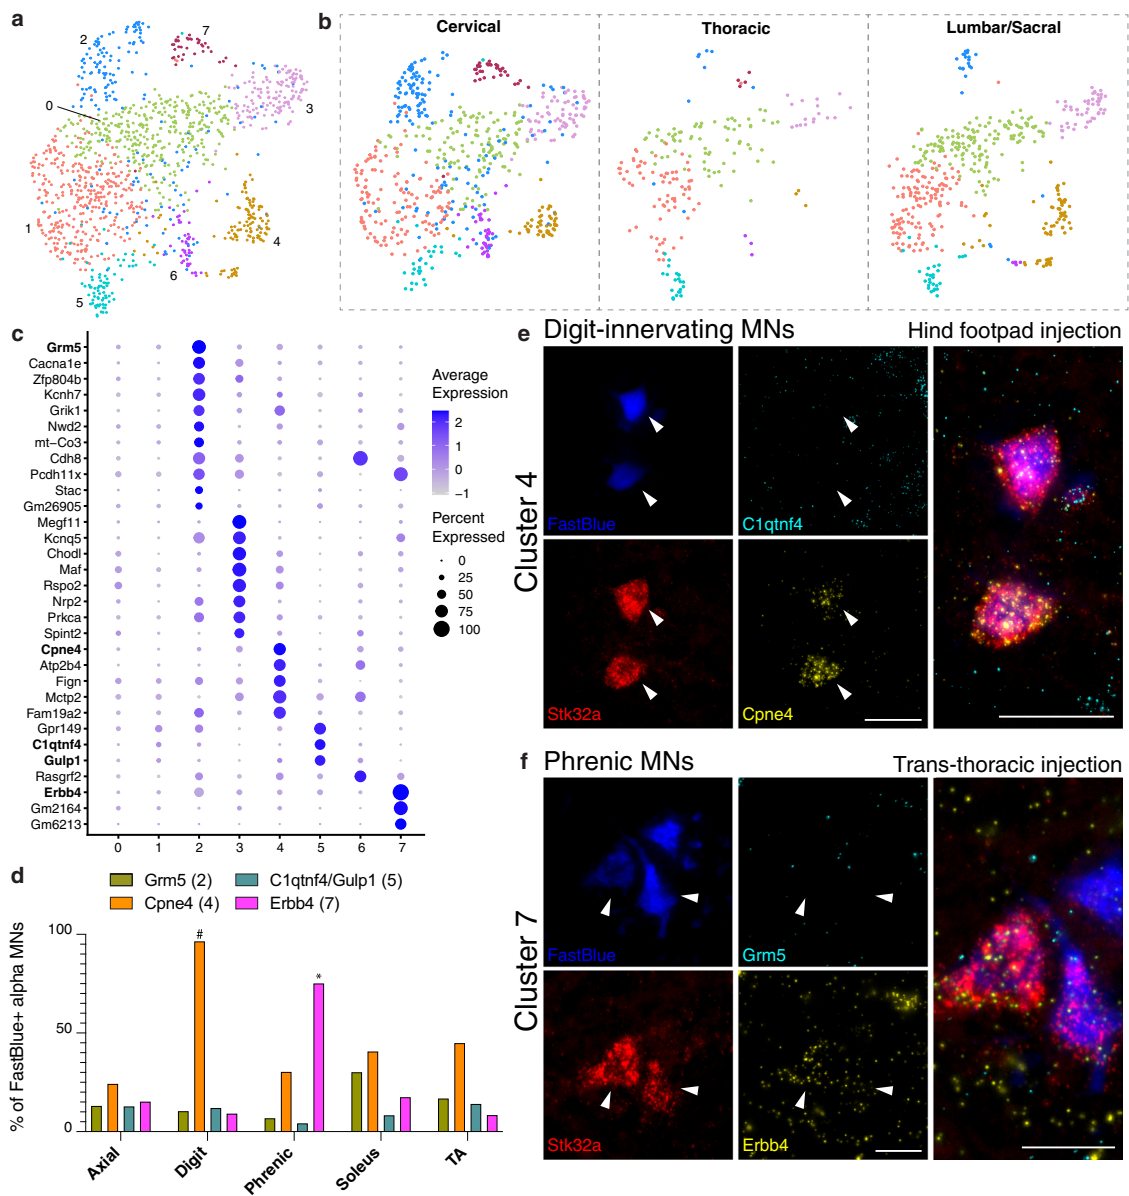 a
2
7
0
3
1
4
6
5
b
Cervical
Thoracic
Lumbar/Sacral
c
Grm5
Cacna1e
Zfp804b
Kcnh7
Grik1
Nwd2
mt−Co3
Cdh8
Pcdh11x
Stac
Gm26905
Megf11
Kcnq5
Chodl
Maf
Rspo2
Nrp2
Prkca
Spint2
Cpne4
Atp2b4
Fign
Mctp2
Fam19a2
Gpr149
C1qtnf4
Gulp1
Rasgrf2
Erbb4
Gm2164
Gm6213
0 1 2 3 4 5 6 7
Average
Expression
2
1
0
−1
Percent
Expressed
0
25
50
75
100
d
Grm5 (2)
C1qtnf4/Gulp1 (5)
Cpne4 (4)
Erbb4 (7)
% of FastBlue+ alpha MNs
100
50
0
#
*
Axial
Digit
Phrenic
Soleus
TA
e
Digit-innervating MNs
Hind footpad injection
Cluster 4
FastBlue
C1qtnf4
Stk32a
Cpne4
f
Phrenic MNs
Trans-thoracic injection
Cluster 7
FastBlue
Grm5
Stk32a
Erbb4